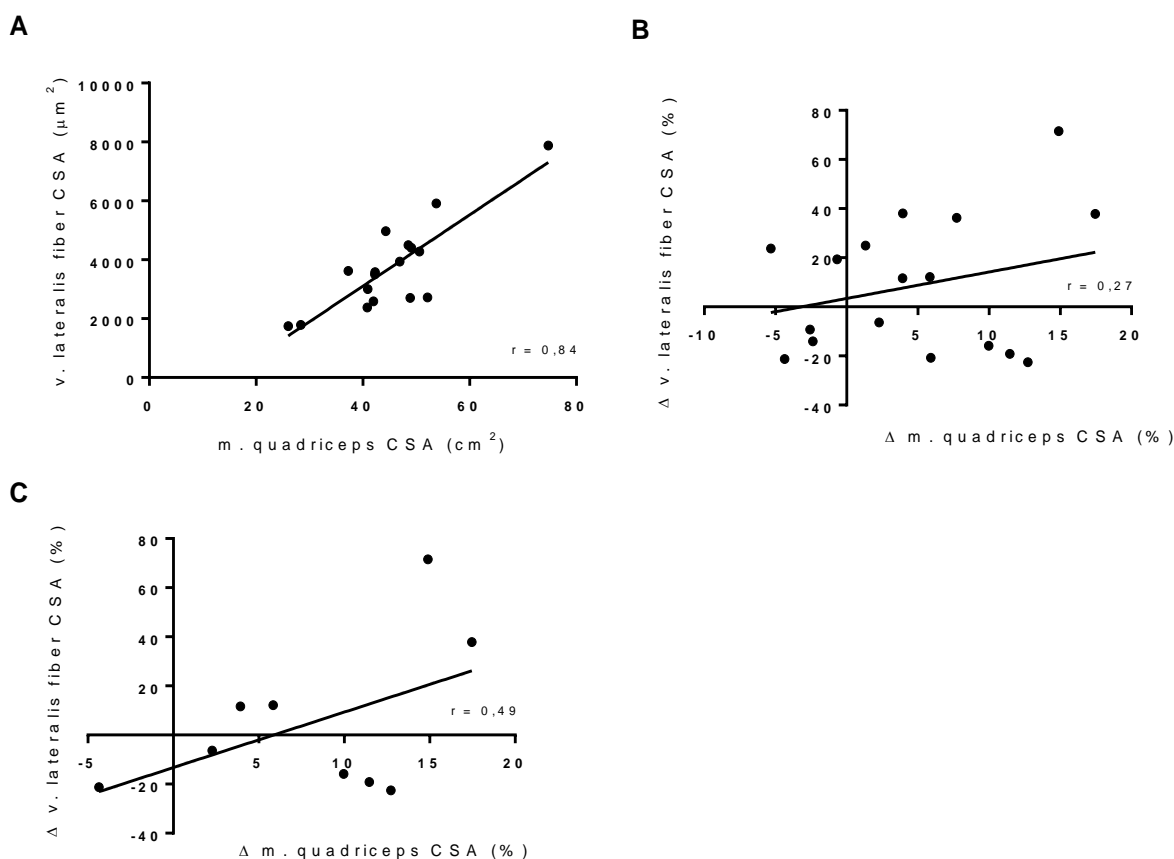 A
v. lateralis fiber CSA (μm²)
10000
8000
6000
4000
2000
0
0 20 40 60 80
r = 0,84
m. quadriceps CSA (cm²)
B
Δ v. lateralis fiber CSA (%)
80
60
40
20
-20
-40
-10 -5 5 10 15 20
r = 0,27
Δ m. quadriceps CSA (%)
C
Δ v. lateralis fiber CSA (%)
80
60
40
20
-20
-40
-5 5 10 15 20
r = 0,49
Δ m. quadriceps CSA (%)